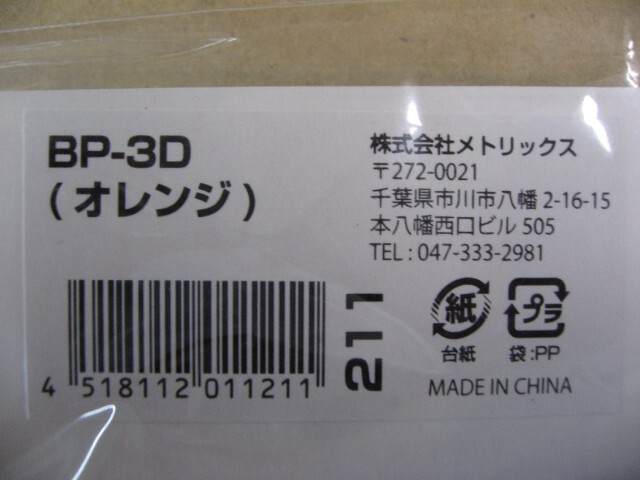 BP-3D
(オレンジ)
株式会社メトリックス
〒272-0021
千葉県市川市八幡 2-16-15
本八幡西口ビル 505
TEL : 047-333-2981
4 518112 011211
211
紙
台紙
プラ
袋:PP
MADE IN CHINA